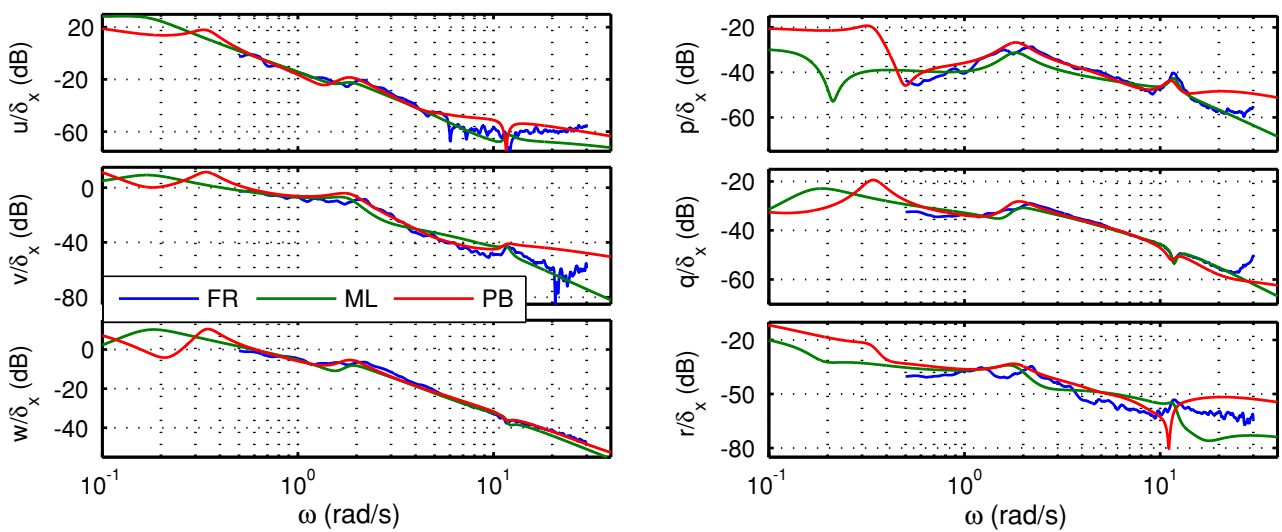 20
-20
-60
u/δx (dB)
0
-40
-80
v/δx (dB)
FR ML PB
0
-20
-40
w/δx (dB)
10^-1 10^0 10^1
ω (rad/s)
-20
-40
-60
p/δx (dB)
-20
-40
-60
q/δx (dB)
-20
-50
-80
r/δx (dB)
10^-1 10^0 10^1
ω (rad/s)